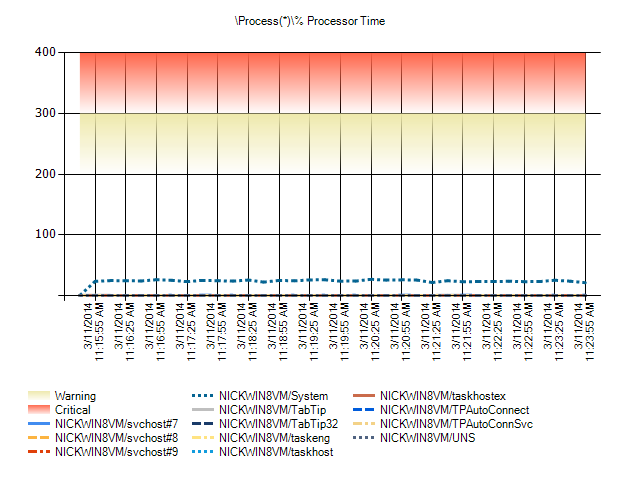 \Process(*)\% Processor Time
400
300
200
100
3/11/2014 11:15:55 AM
3/11/2014 11:16:25 AM
3/11/2014 11:16:55 AM
3/11/2014 11:17:25 AM
3/11/2014 11:17:55 AM
3/11/2014 11:18:25 AM
3/11/2014 11:18:55 AM
3/11/2014 11:19:25 AM
3/11/2014 11:19:55 AM
3/11/2014 11:20:25 AM
3/11/2014 11:20:55 AM
3/11/2014 11:21:25 AM
3/11/2014 11:21:55 AM
3/11/2014 11:22:25 AM
3/11/2014 11:22:55 AM
3/11/2014 11:23:25 AM
3/11/2014 11:23:55 AM
Warning
Critical
NICKWIN8VM/svchost#7
NICKWIN8VM/svchost#8
NICKWIN8VM/svchost#9
NICKWIN8VM/System
NICKWIN8VM/TabTip
NICKWIN8VM/TabTip32
NICKWIN8VM/taskeng
NICKWIN8VM/taskhost
NICKWIN8VM/taskhostex
NICKWIN8VM/TPAutoConnect
NICKWIN8VM/TPAutoConnSvc
NICKWIN8VM/UNS